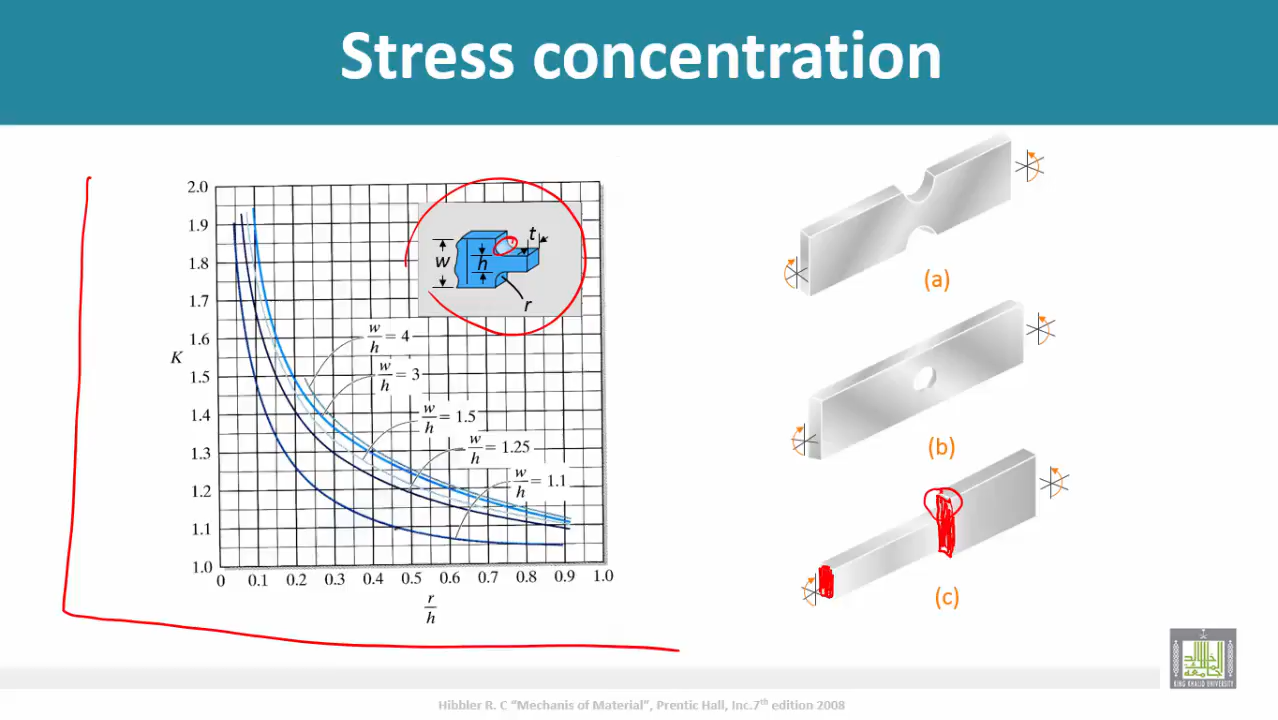 Stress concentration
2.0
1.9
1.8
1.7
1.6
1.5
1.4
1.3
1.2
1.1
1.0
K
0 0.1 0.2 0.3 0.4 0.5 0.6 0.7 0.8 0.9 1.0
r
h
w
h
t
r
w
h = 4
w
h = 3
w
h = 1.5
w
h = 1.25
w
h = 1.1
(a)
(b)
(c)
KING KHALID UNIVERSITY
Hibbler R. C “Mechanis of Material”, Prentic Hall, Inc.7th edition 2008